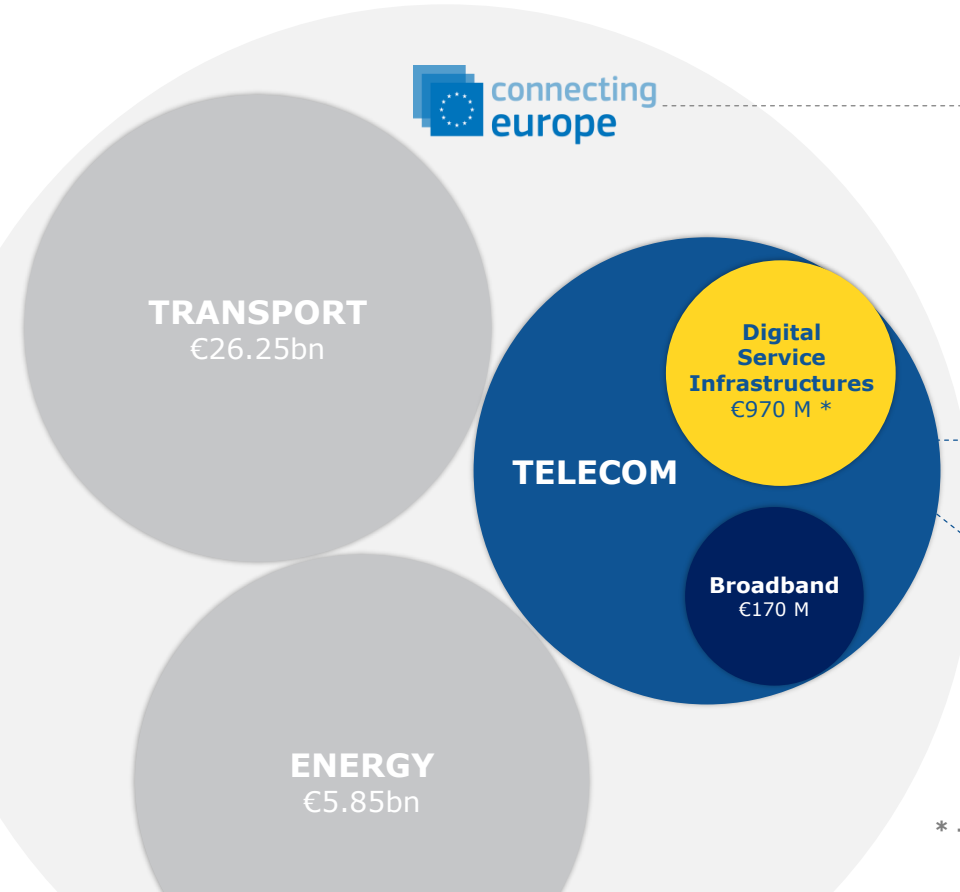 connecting
europe
TRANSPORT
€26.25bn
Digital
Service
Infrastructures
€970 M *
TELECOM
Broadband
€170 M
ENERGY
€5.85bn
*